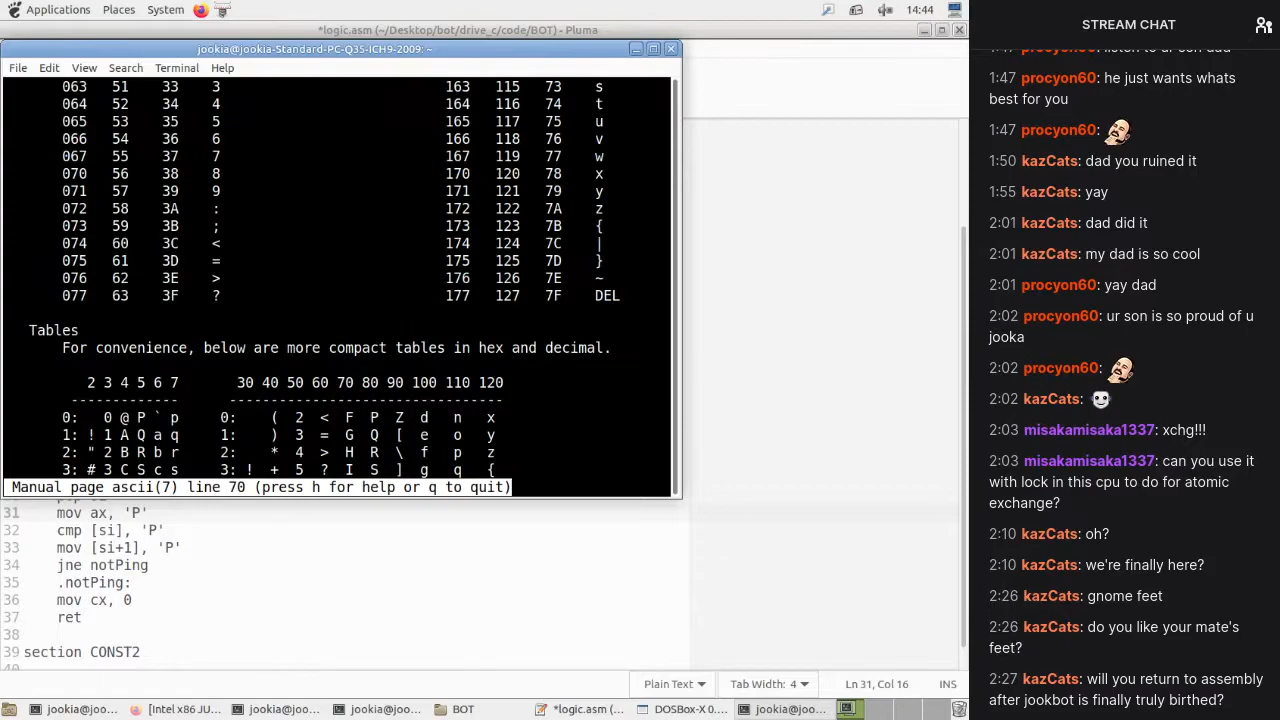 Applications Places System 14:44
*logic.asm (~/Desktop/bot/drive_c/code/BOT) - Pluma
jookia@jookia-Standard-PC-Q35-ICH9-2009: ~
File Edit View Search Terminal Help
063 51 33 3 163 115 73 s
064 52 34 4 164 116 74 t
065 53 35 5 165 117 75 u
066 54 36 6 166 118 76 v
067 55 37 7 167 119 77 w
070 56 38 8 170 120 78 x
071 57 39 9 171 121 79 y
072 58 3A : 172 122 7A z
073 59 3B ; 173 123 7B {
074 60 3C < 174 124 7C |
075 61 3D = 175 125 7D }
076 62 3E > 176 126 7E ~
077 63 3F ? 177 127 7F DEL
Tables
For convenience, below are more compact tables in hex and decimal.
2 3 4 5 6 7 30 40 50 60 70 80 90 100 110 120
------------- ---------------------------------
0: 0 @ P ` p 0: ( 2 < F P Z d n x
1: ! 1 A Q a q 1: ) 3 = G Q [ e o y
2: " 2 B R b r 2: * 4 > H R \ f p z
3: # 3 C S c s 3: ! + 5 ? I S ] g q {
Manual page ascii(7) line 70 (press h for help or q to quit)
31 mov ax, 'P'
32 cmp [si], 'P'
33 mov [si+1], 'P'
34 jne notPing
35 .notPing:
36 mov cx, 0
37 ret
38
39 section CONST2
Plain Text Tab Width: 4 Ln 31, Col 16 INS
jookia@jo... [Intel x86 JU... jookia@jo... jookia@jo... BOT *logic.asm (~... DOSBox-X 0.... jookia@jo...
STREAM CHAT
1:47 procyon60: listen to ur son dad
1:47 procyon60: he just wants whats
best for you
1:47 procyon60:
1:50 kazCats: dad you ruined it
1:55 kazCats: yay
2:01 kazCats: dad did it
2:01 kazCats: my dad is so cool
2:01 procyon60: yay dad
2:02 procyon60: ur son is so proud of u
jooka
2:02 procyon60:
2:02 kazCats:
2:03 misakamisaka1337: xchg!!!
2:03 misakamisaka1337: can you use it
with lock in this cpu to do for atomic
exchange?
2:10 kazCats: oh?
2:10 kazCats: we're finally here?
2:26 kazCats: gnome feet
2:26 kazCats: do you like your mate's
feet?
2:27 kazCats: will you return to assembly
after jookbot is finally truly birthed?